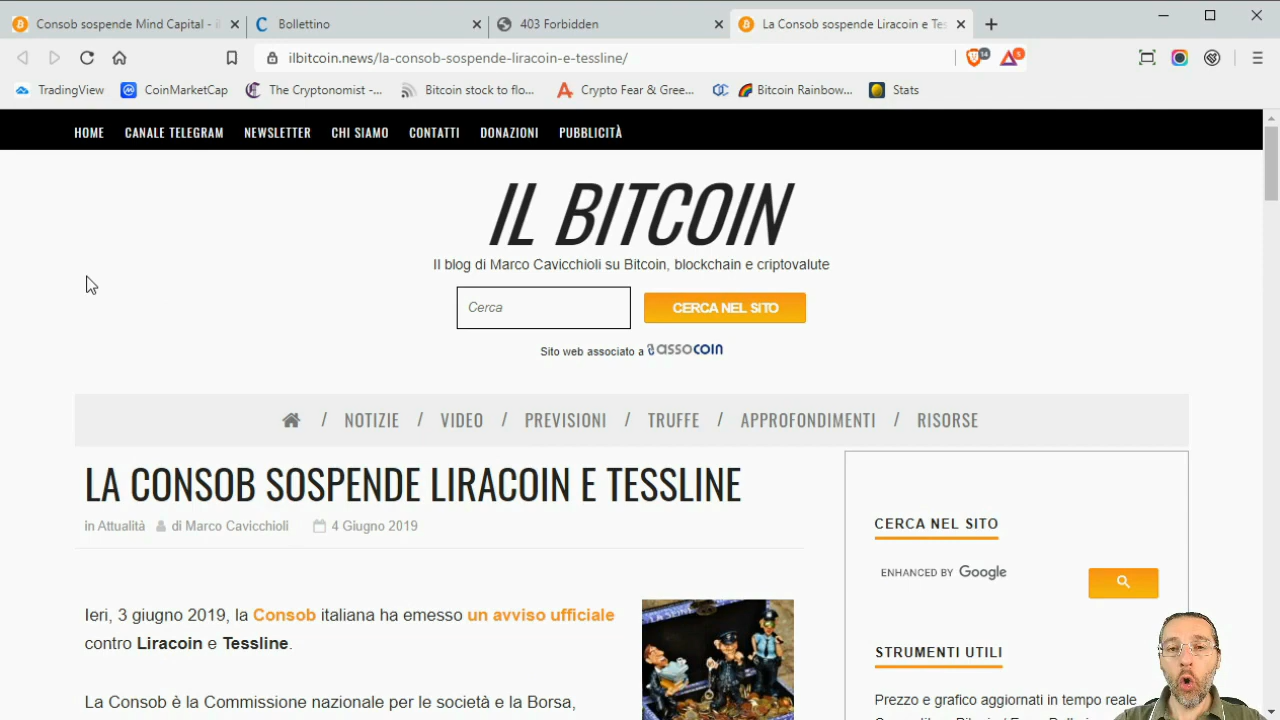 Consob sospende Mind Capital - i
Bollettino
403 Forbidden
La Consob sospende Liracoin e Tes
ilbitcoin.news/la-consob-sospende-liracoin-e-tessline/
14
5
TradingView
CoinMarketCap
The Cryptonomist -...
Bitcoin stock to flo...
Crypto Fear & Gree...
Bitcoin Rainbow...
Stats
HOME
CANALE TELEGRAM
NEWSLETTER
CHI SIAMO
CONTATTI
DONAZIONI
PUBBLICITÀ
IL BITCOIN
Il blog di Marco Cavicchioli su Bitcoin, blockchain e criptovalute
Cerca
CERCA NEL SITO
Sito web associato a assocoin
/ NOTIZIE / VIDEO / PREVISIONI / TRUFFE / APPROFONDIMENTI / RISORSE
LA CONSOB SOSPENDE LIRACOIN E TESSLINE
in Attualità di Marco Cavicchioli 4 Giugno 2019
Ieri, 3 giugno 2019, la Consob italiana ha emesso un avviso ufficiale
contro Liracoin e Tessline.
La Consob è la Commissione nazionale per le società e la Borsa,
CERCA NEL SITO
ENHANCED BY Google
STRUMENTI UTILI
Prezzo e grafico aggiornati in tempo reale